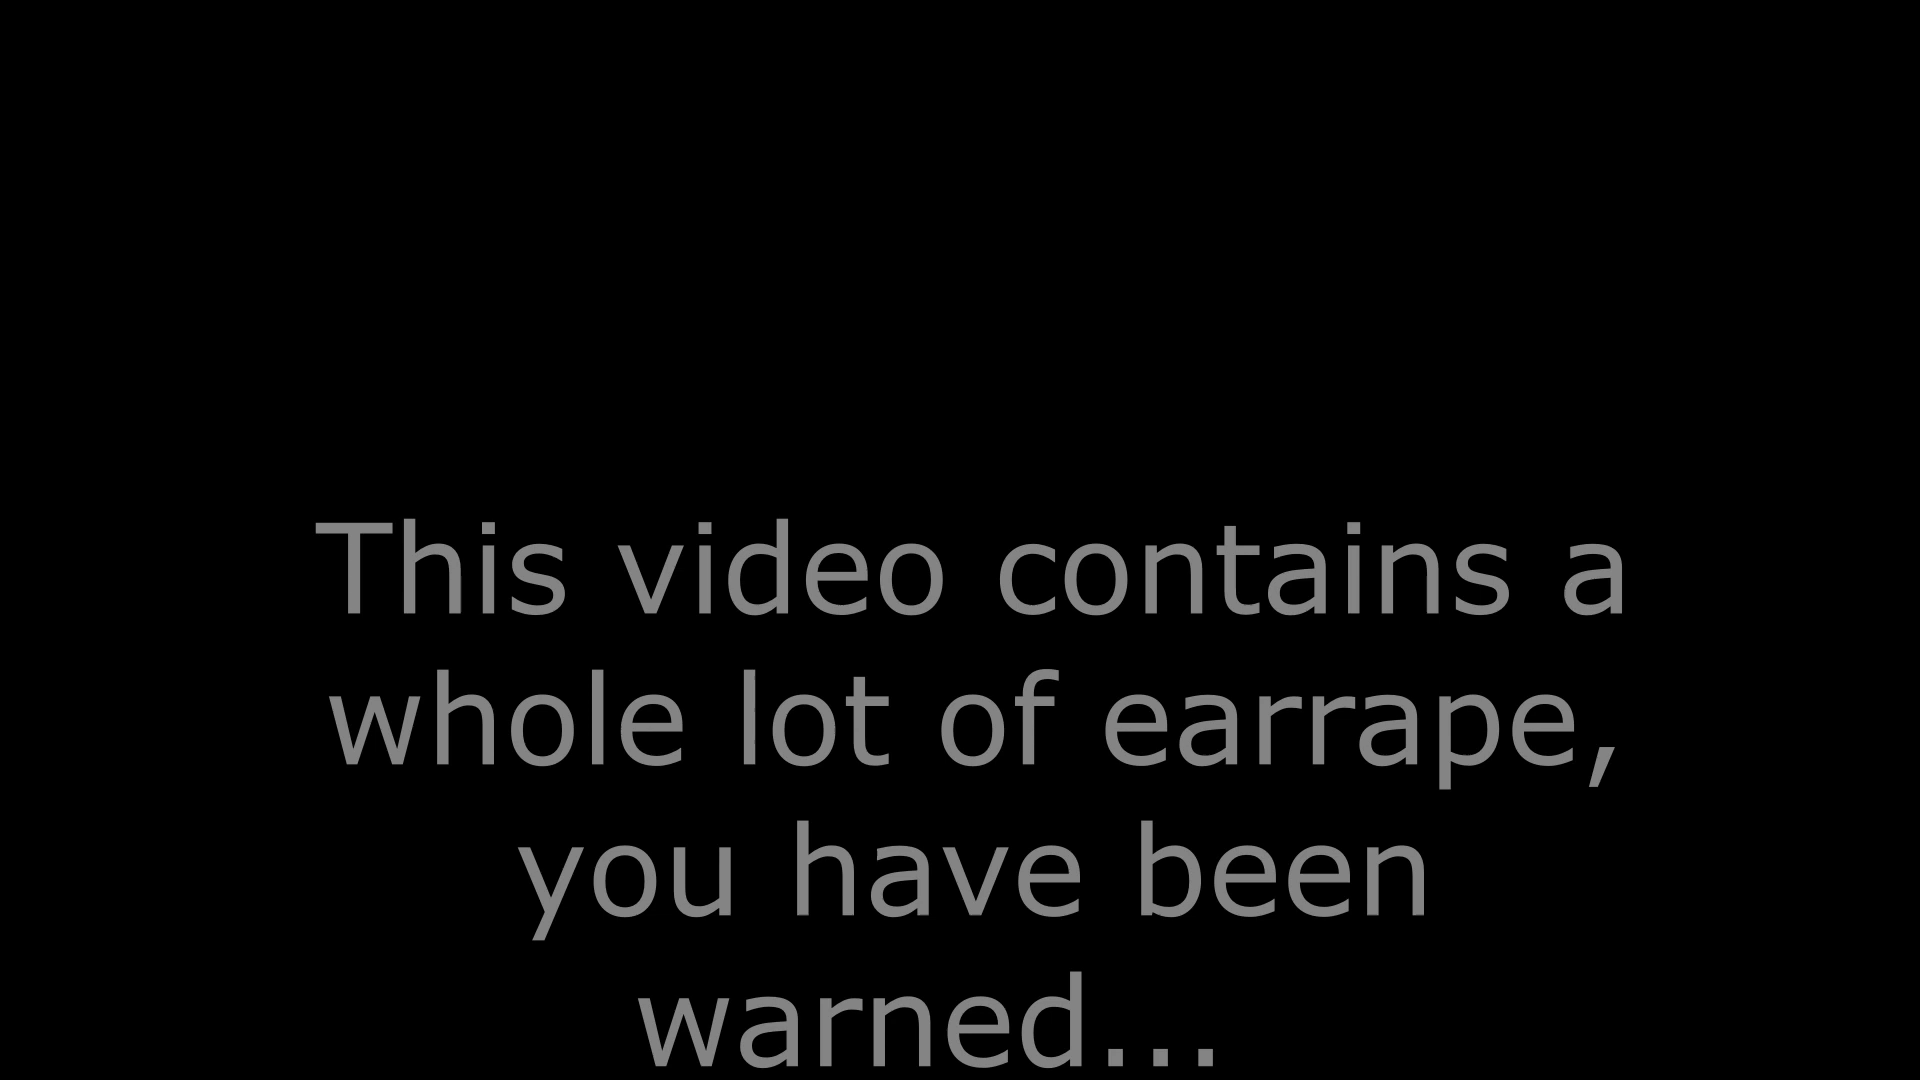 This video contains a
whole lot of earrape,
you have been
warned...